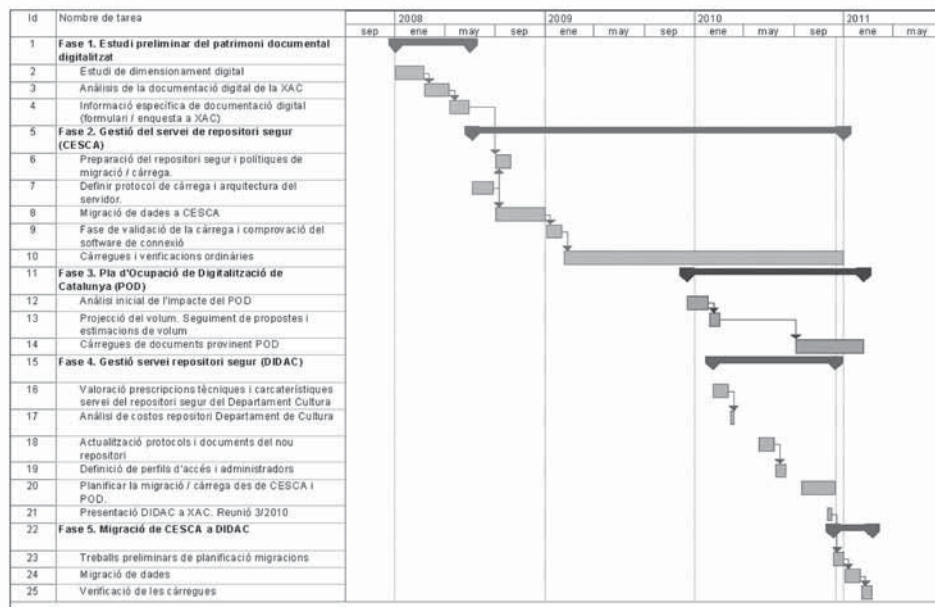 Id Nombre de tarea 2008 2009 2010 2011
sep ene may sep ene may sep ene may sep ene may
1 Fase 1. Estudi preliminar del patrimoni documental
digitalitzat
2 Estudi de dimensionament digital
3 Anàlisis de la documentació digital de la XAC
4 Informació específica de documentació digital
(formulari / enquesta a XAC)
5 Fase 2. Gestió del servei de repositori segur
(CESCA)
6 Preparació del repositori segur i polítiques de
migració / càrrega.
7 Definir protocol de càrrega i arquitectura del
servidor.
8 Migració de dades a CESCA
9 Fase de validació de la càrrega i comprovació del
software de connexió
10 Càrregues i verificacions ordinàries
11 Fase 3. Pla d'Ocupació de Digitalització de
Catalunya (POD)
12 Anàlisi inicial de l'impacte del POD
13 Projecció del volum. Seguiment de propostes i
estimacions de volum
14 Càrregues de documents provinent POD
15 Fase 4. Gestió servei repositori segur (DIDAC)
16 Valoració prescripcions tècniques i carcaterístiques
servei del repositori segur del Departament Cultura
17 Anàlisi de costos repositori Departament de Cultura
18 Actualització protocols i documents del nou
repositori
19 Definició de perfils d'accés i administradors
20 Planificar la migració / càrrega des de CESCA i
POD.
21 Presentació DIDAC a XAC. Reunió 3/2010
22 Fase 5. Migració de CESCA a DIDAC
23 Treballs preliminars de planificació migracions
24 Migració de dades
25 Verificació de les càrregues